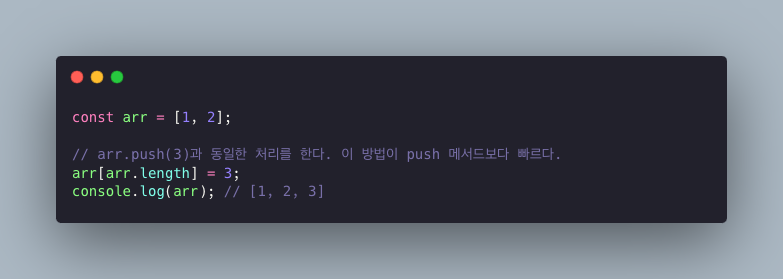 const arr = [1, 2];
// arr.push(3)과 동일한 처리를 한다. 이 방법이 push 메서드보다 빠르다.
arr[arr.length] = 3;
console.log(arr); // [1, 2, 3]